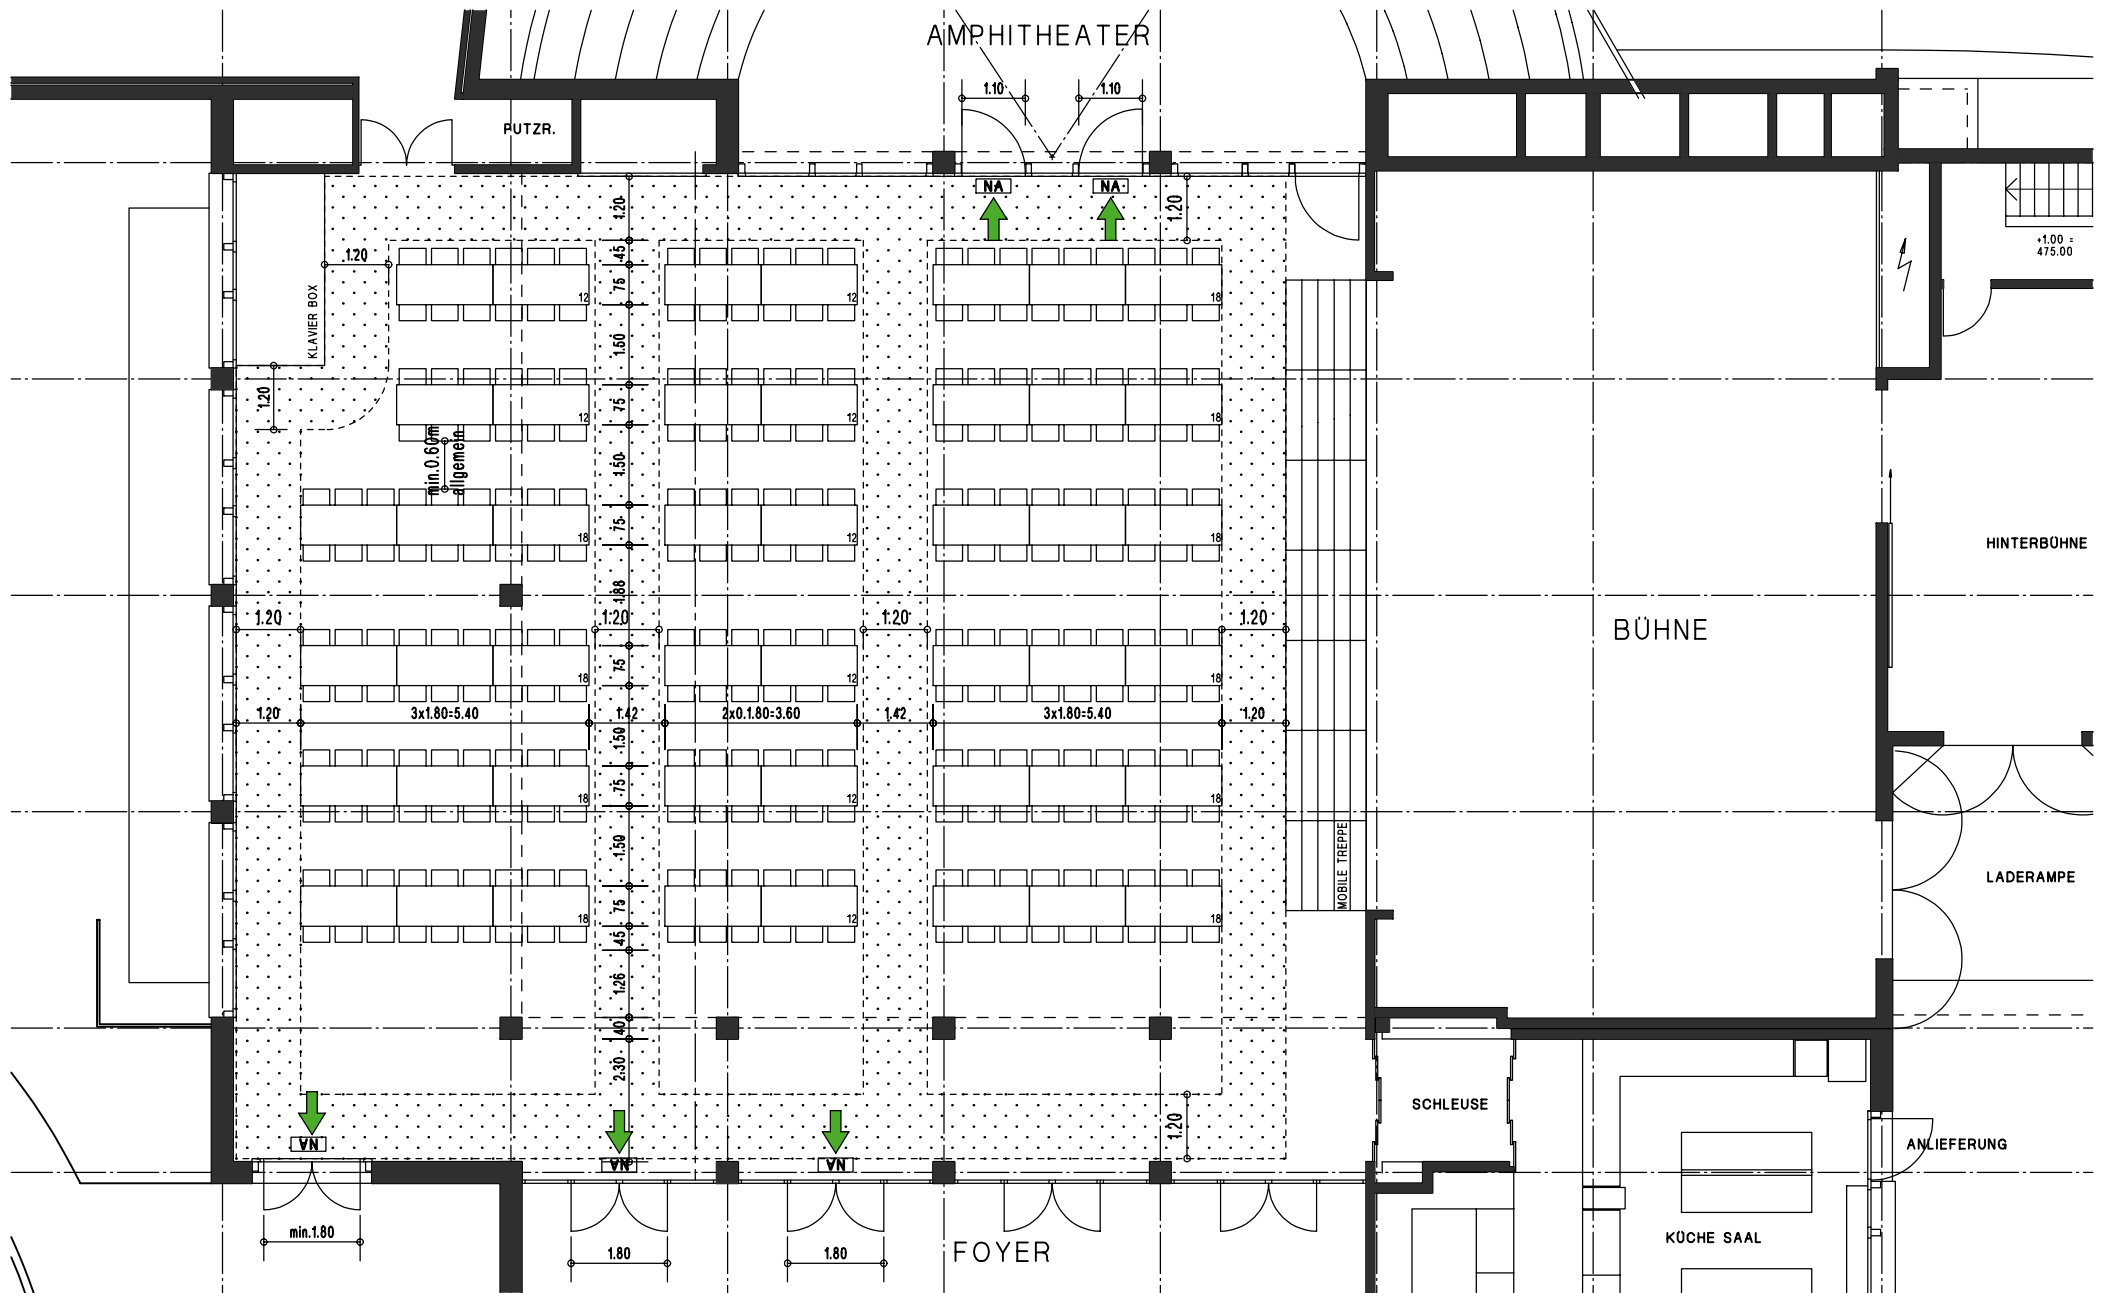 AMPHITHEATER
1.10
1.10
PUTZR.
NA
NA
1.20
1.20
45
1.20
75
12
12
18
KLAVIER BOX
+1.00 =
475.00
1.50
1.20
75
12
12
18
min.0.60m
allgemein
1.50
75
18
12
18
HINTERBÜHNE
1.88
1.20
1.20
1.20
1.20
BÜHNE
75
18
12
18
1.20
3x1.80=5.40
1.42
2x0.1.80=3.60
1.42
3x1.80=5.40
1.20
1.50
75
18
12
18
1.50
MOBILE TREPPE
LADERAMPE
75
18
12
18
45
1.26
40
2.30
1.20
SCHLEUSE
NA
NA
NA
ANLIEFERUNG
min.1.80
1.80
1.80
FOYER
KÜCHE SAAL